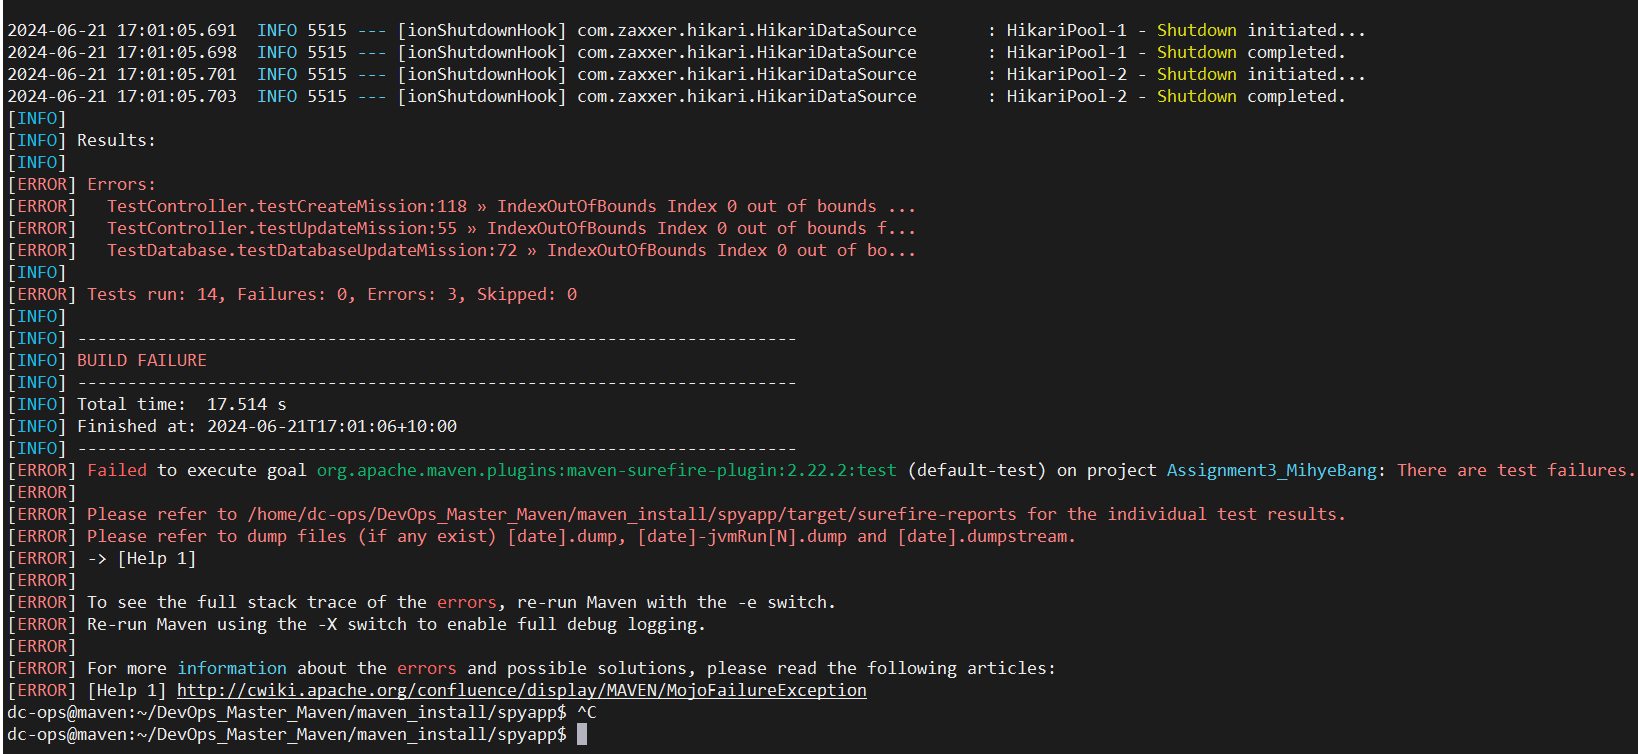 2024-06-21 17:01:05.691  INFO 5515 --- [ionShutdownHook] com.zaxxer.hikari.HikariDataSource       : HikariPool-1 - Shutdown initiated...
2024-06-21 17:01:05.698  INFO 5515 --- [ionShutdownHook] com.zaxxer.hikari.HikariDataSource       : HikariPool-1 - Shutdown completed.
2024-06-21 17:01:05.701  INFO 5515 --- [ionShutdownHook] com.zaxxer.hikari.HikariDataSource       : HikariPool-2 - Shutdown initiated...
2024-06-21 17:01:05.703  INFO 5515 --- [ionShutdownHook] com.zaxxer.hikari.HikariDataSource       : HikariPool-2 - Shutdown completed.
[INFO]
[INFO] Results:
[INFO]
[ERROR] Errors:
[ERROR]   TestController.testCreateMission:118 » IndexOutOfBounds Index 0 out of bounds ...
[ERROR]   TestController.testUpdateMission:55 » IndexOutOfBounds Index 0 out of bounds f...
[ERROR]   TestDatabase.testDatabaseUpdateMission:72 » IndexOutOfBounds Index 0 out of bo...
[INFO]
[ERROR] Tests run: 14, Failures: 0, Errors: 3, Skipped: 0
[INFO]
[INFO] ------------------------------------------------------------------------
[INFO] BUILD FAILURE
[INFO] ------------------------------------------------------------------------
[INFO] Total time:  17.514 s
[INFO] Finished at: 2024-06-21T17:01:06+10:00
[INFO] ------------------------------------------------------------------------
[ERROR] Failed to execute goal org.apache.maven.plugins:maven-surefire-plugin:2.22.2:test (default-test) on project Assignment3_MihyeBang: There are test failures.
[ERROR]
[ERROR] Please refer to /home/dc-ops/DevOps_Master_Maven/maven_install/spyapp/target/surefire-reports for the individual test results.
[ERROR] Please refer to dump files (if any exist) [date].dump, [date]-jvmRun[N].dump and [date].dumpstream.
[ERROR] -> [Help 1]
[ERROR]
[ERROR] To see the full stack trace of the errors, re-run Maven with the -e switch.
[ERROR] Re-run Maven using the -X switch to enable full debug logging.
[ERROR]
[ERROR] For more information about the errors and possible solutions, please read the following articles:
[ERROR] [Help 1] http://cwiki.apache.org/confluence/display/MAVEN/MojoFailureException
dc-ops@maven:~/DevOps_Master_Maven/maven_install/spyapp$ ^C
dc-ops@maven:~/DevOps_Master_Maven/maven_install/spyapp$